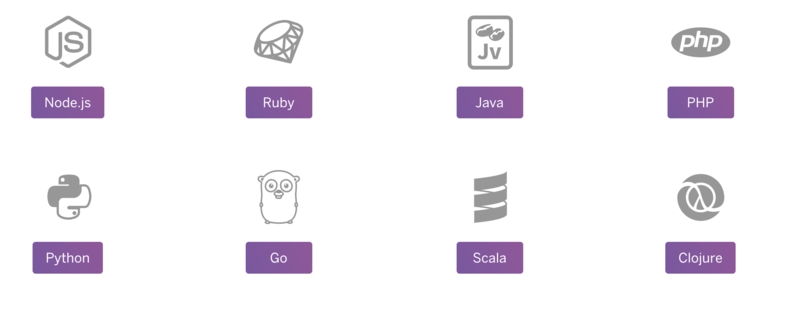 JS
Jv
php
Node.js
Ruby
Java
PHP
λ
Python
Go
Scala
Clojure